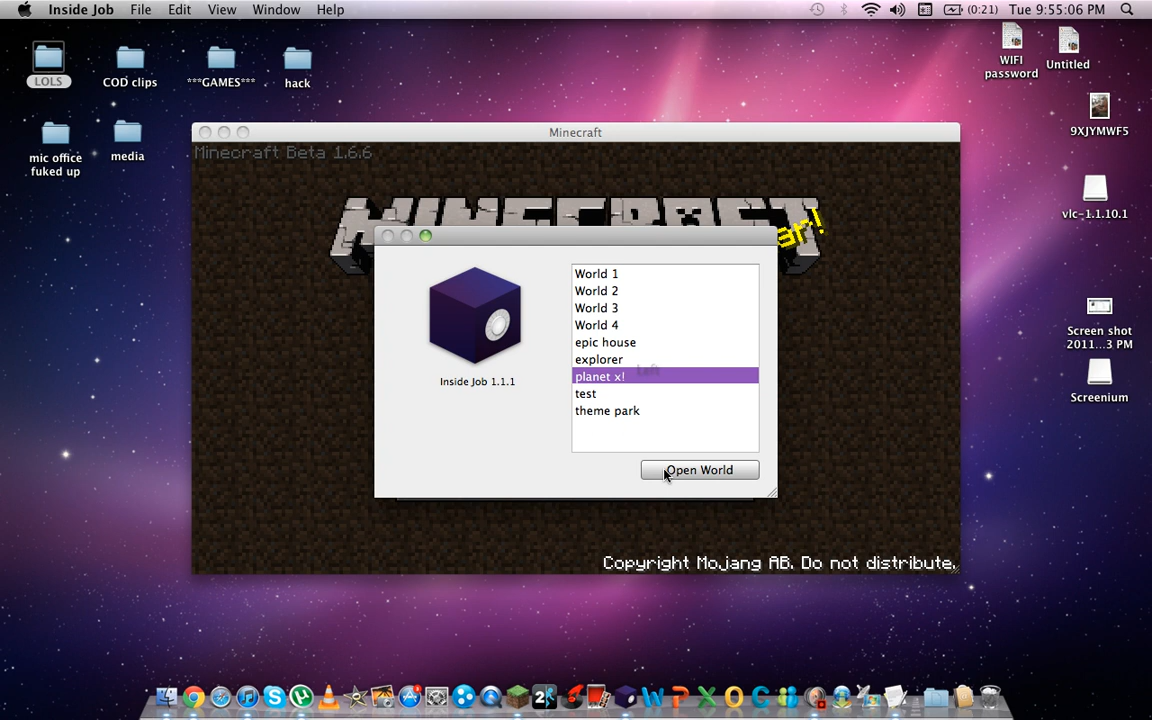 Inside Job File Edit View Window Help (0:21) Tue 9:55:06 PM
LOLS
COD clips
***GAMES***
hack
WIFI
password
Untitled
mic office
fuked up
media
9XJYMWF5
vlc-1.1.10.1
Screen shot
2011...3 PM
Screenium
Minecraft
Minecraft Beta 1.6.6
MINECRAFT
ar!
Inside Job 1.1.1
World 1
World 2
World 3
World 4
epic house
explorer
planet x!
Left
test
theme park
Open World
Copyright Mojang AB. Do not distribute.